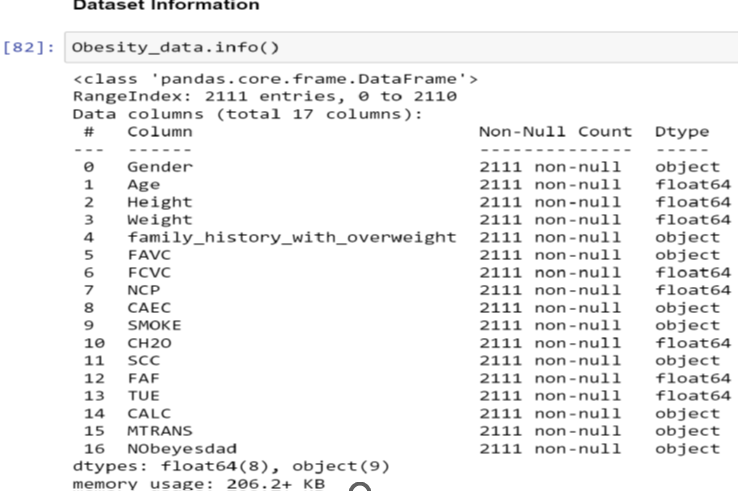 Dataset Information
[82]: Obesity_data.info()
<class 'pandas.core.frame.DataFrame'>
RangeIndex: 2111 entries, 0 to 2110
Data columns (total 17 columns):
# Column Non-Null Count Dtype
--- ------ -------------- -----
0 Gender 2111 non-null object
1 Age 2111 non-null float64
2 Height 2111 non-null float64
3 Weight 2111 non-null float64
4 family_history_with_overweight 2111 non-null object
5 FAVC 2111 non-null object
6 FCVC 2111 non-null float64
7 NCP 2111 non-null float64
8 CAEC 2111 non-null object
9 SMOKE 2111 non-null object
10 CH2O 2111 non-null float64
11 SCC 2111 non-null object
12 FAF 2111 non-null float64
13 TUE 2111 non-null float64
14 CALC 2111 non-null object
15 MTRANS 2111 non-null object
16 NObeyesdad 2111 non-null object
dtypes: float64(8), object(9)
memory usage: 206.2+ KB